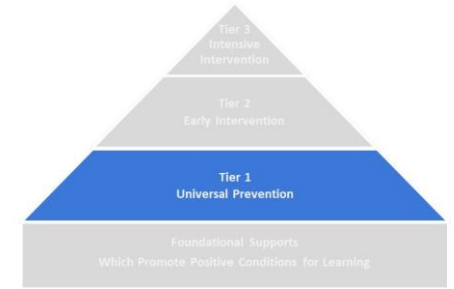 Tier 3
Intensive
Intervention
Tier 2
Early Intervention
Tier 1
Universal Prevention
Foundational Supports
Which Promote Positive Conditions for Learning